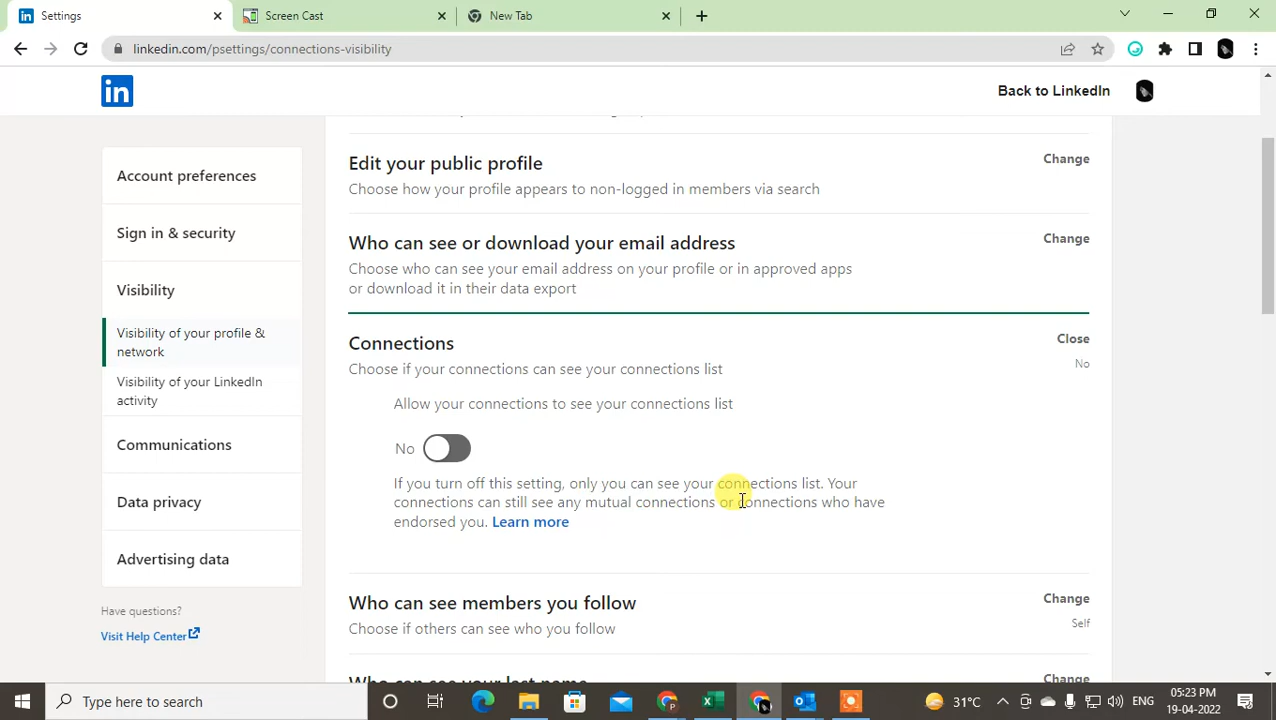 Settings
Screen Cast
New Tab
linkedin.com/psettings/connections-visibility
in
Back to LinkedIn
Account preferences
Sign in & security
Visibility
Visibility of your profile &
network
Visibility of your LinkedIn
activity
Communications
Data privacy
Advertising data
Have questions?
Visit Help Center
Edit your public profile
Change
Choose how your profile appears to non-logged in members via search
Who can see or download your email address
Change
Choose who can see your email address on your profile or in approved apps
or download it in their data export
Connections
Close
Choose if your connections can see your connections list
No
Allow your connections to see your connections list
No
If you turn off this setting, only you can see your connections list. Your
connections can still see any mutual connections or connections who have
endorsed you. Learn more
Who can see members you follow
Change
Choose if others can see who you follow
Self
Who can see your last name
Change
Type here to search
31°C
ENG
05:23 PM
19-04-2022